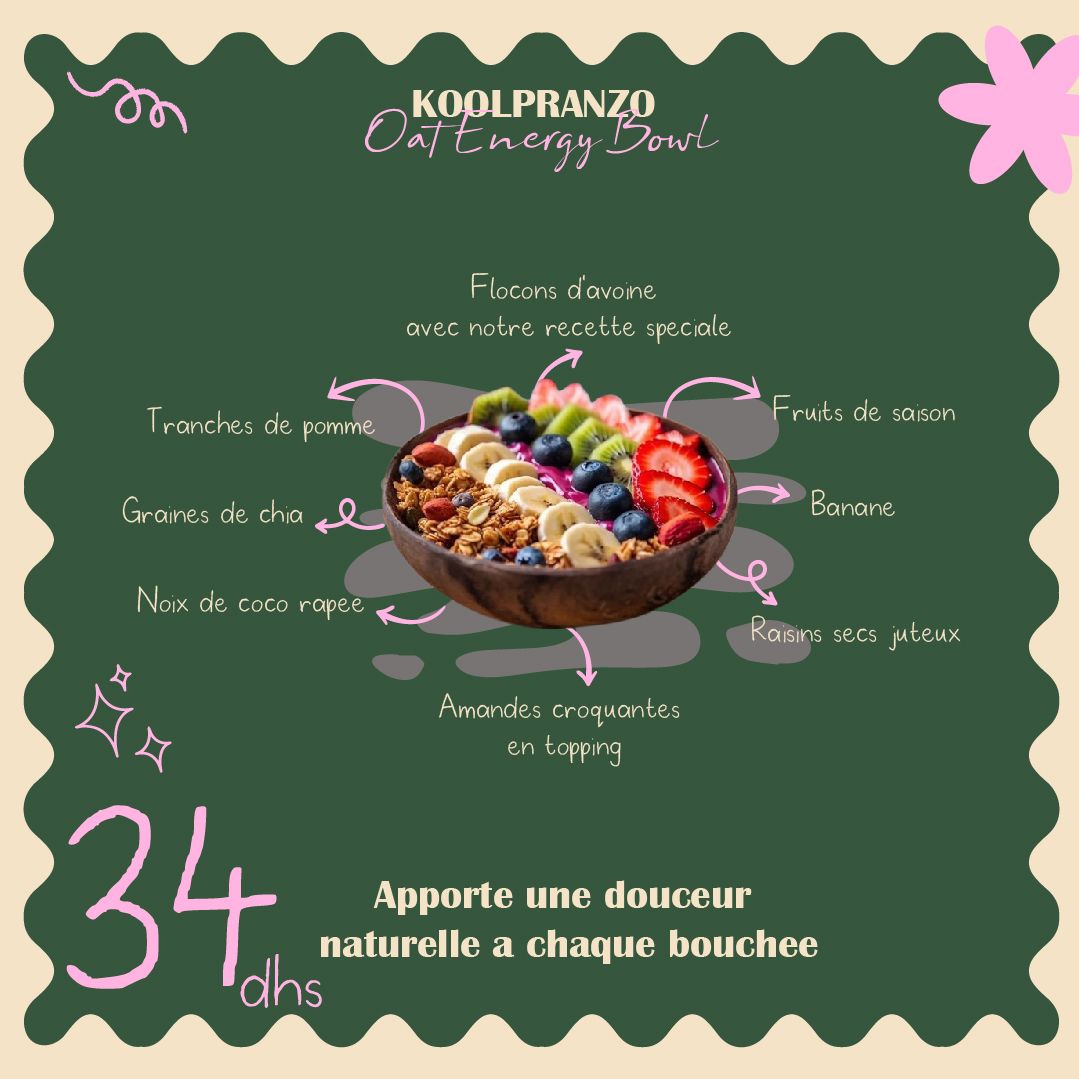 KOOLPRANZO
Oat Energy Bowl
Flocons d'avoine
avec notre recette speciale
Tranches de pomme
Fruits de saison
Graines de chia
Banane
Noix de coco rapee
Raisins secs juteux
Amandes croquantes
en topping
34
dhs
Apporte une douceur
naturelle a chaque bouchee